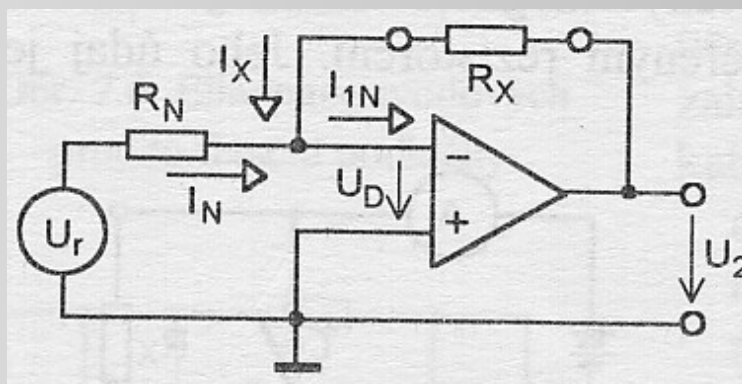 I_X
R_N
I_1N
R_X
I_N
U_D
−
+
U_r
U_2